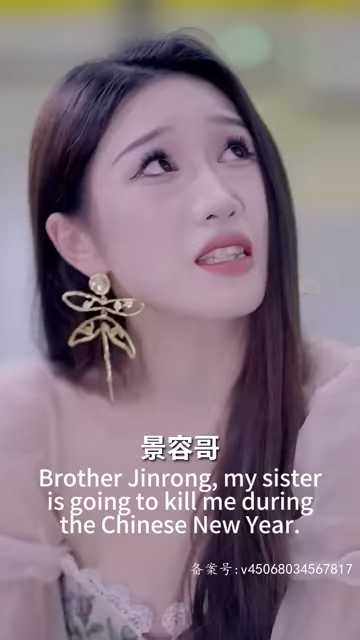 景容哥
Brother Jinrong, my sister
is going to kill me during
the Chinese New Year.
备案号:v45068034567817